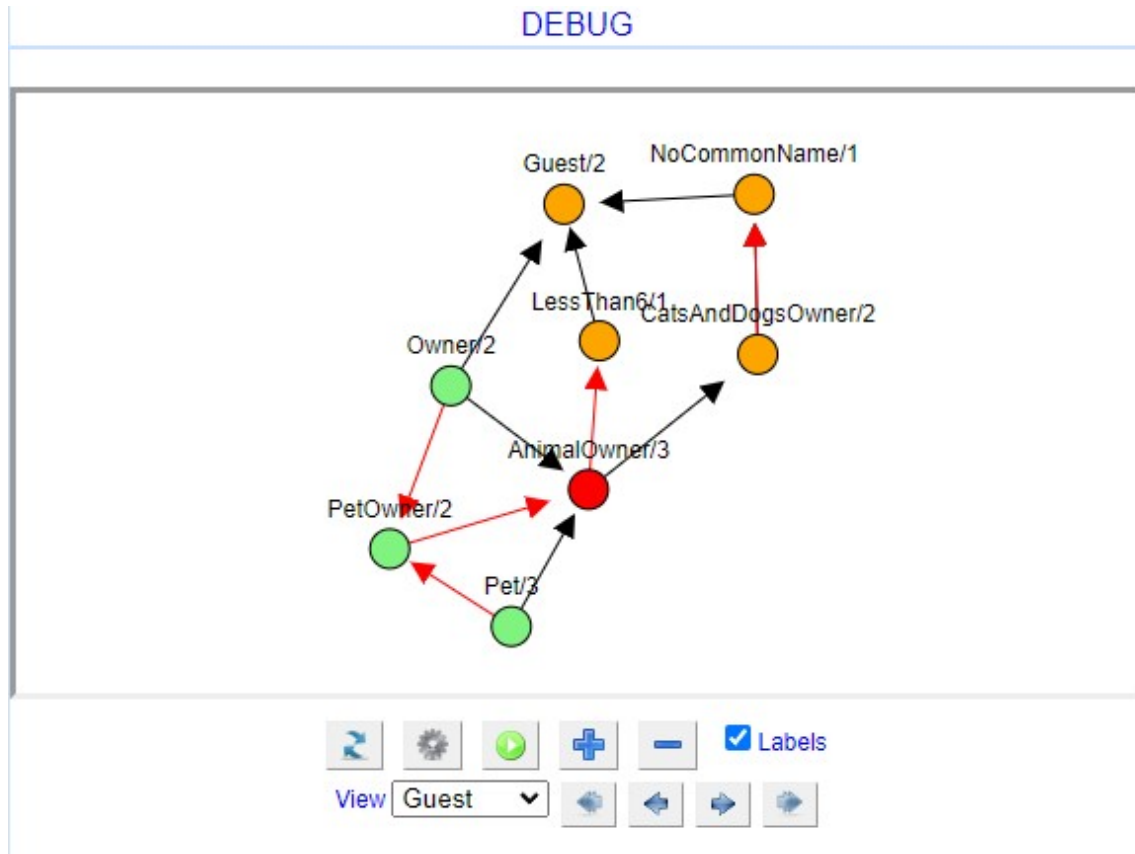 DEBUG
NoCommonName/1
Guest/2
LessThan6/1
CatsAndDogsOwner/2
Owner/2
AnimalOwner/3
PetOwner/2
Pet/3
Labels
View Guest